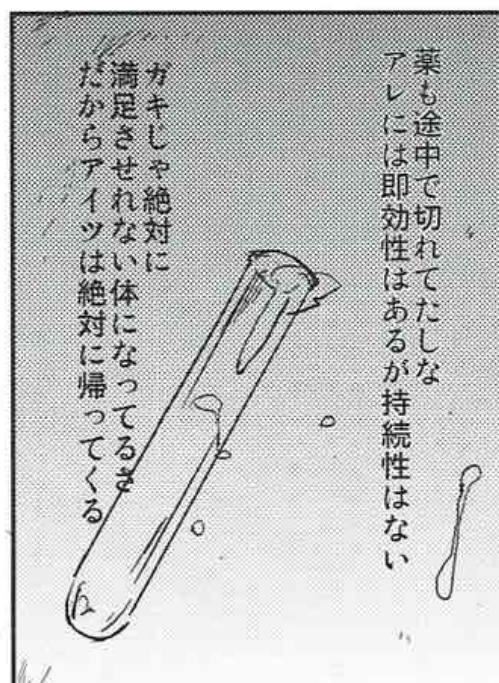 薬も途中で切れてたしな
アレには即効性はあるが持続性はない
ガキじゃ絶対に
満足させれない体になってるさ
だからアイツは絶対に帰ってくる